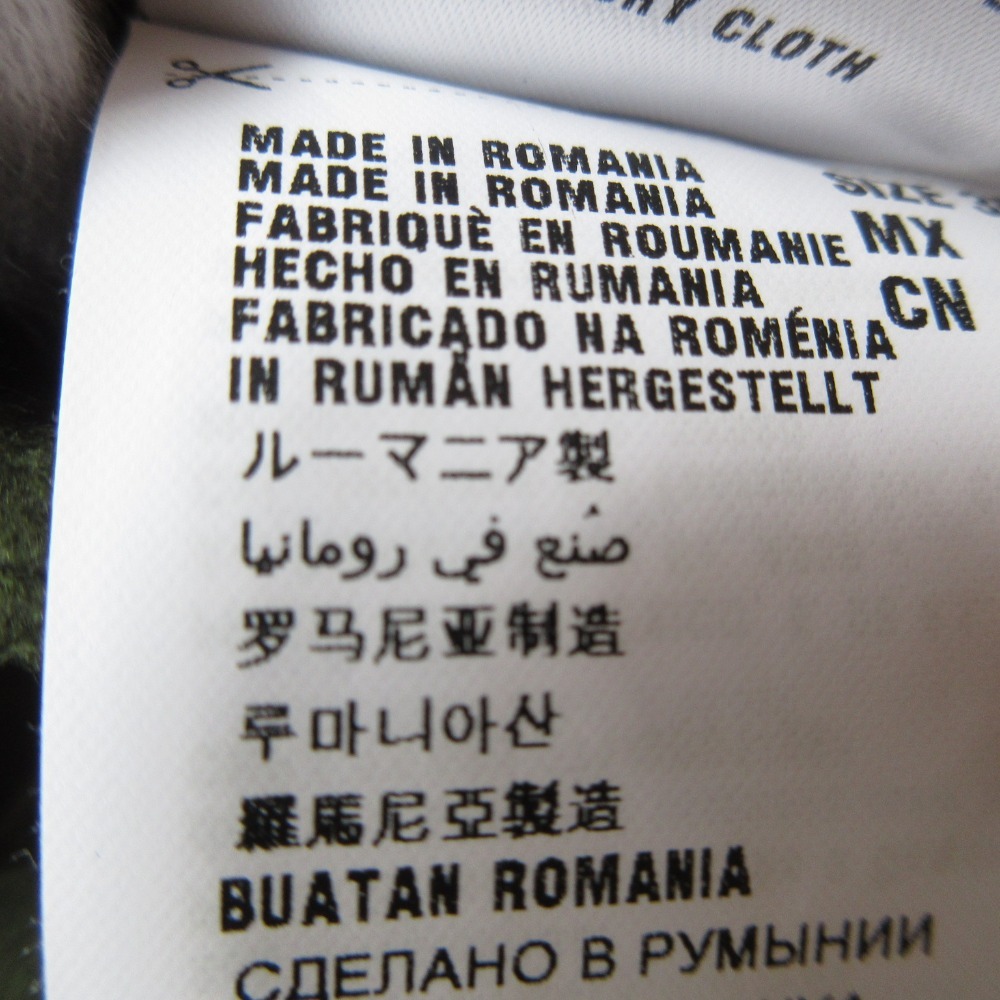 CLOTH
MADE IN ROMANIA
MADE IN ROMANIA
FABRIQUÈ EN ROUMANIE
HECHO EN RUMANIA
FABRICADO NA ROMÉNIA
IN RUMÄN HERGESTELLT
SIZE
MX
CN
ルーマニア製
صُنع في رومانيا
罗马尼亚制造
루마니아산
羅馬尼亞製造
BUATAN ROMANIA
СДЕЛАНО В РУМЫНИИ